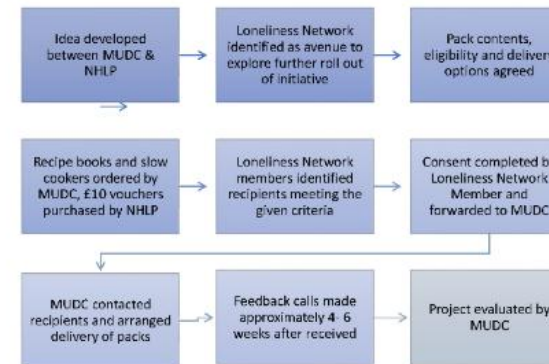 Idea developed
between MUDC &
NHLP
Loneliness Network
identified as avenue to
explore further roll out
of initiative
Pack contents,
eligibility and deliver
options agreed
Recipe books and slow
cookers ordered by
MUDC, £10 vouchers
purchased by NHLP
Loneliness Network
members identified
recipients meeting the
given criteria
Consent completed b
Loneliness Network
Member and
forwarded to MUDC
MUDC contacted
recipients and arranged
delivery of packs
Feedback calls made
approximately 4- 6
weeks after received
Project evaluated by
MUDC